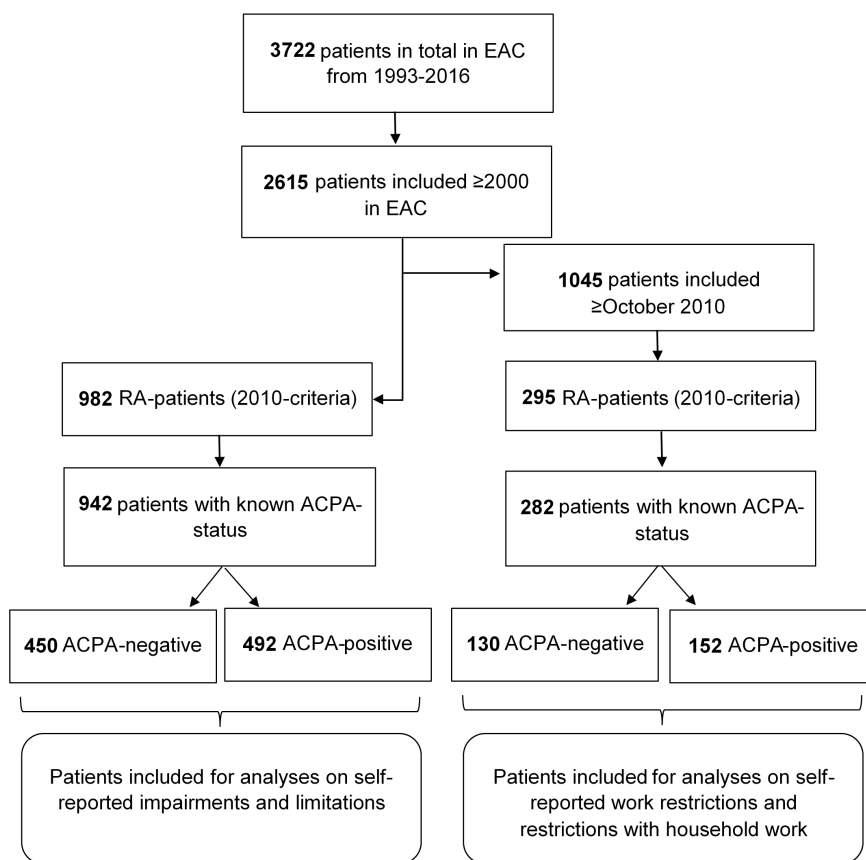 3722 patients in total in EAC
from 1993-2016
2615 patients included ≥2000
in EAC
1045 patients included
≥October 2010
982 RA-patients (2010-criteria)
295 RA-patients (2010-criteria)
942 patients with known ACPA-
status
282 patients with known ACPA-
status
450 ACPA-negative
492 ACPA-positive
130 ACPA-negative
152 ACPA-positive
Patients included for analyses on self-
reported impairments and limitations
Patients included for analyses on self-
reported work restrictions and
restrictions with household work